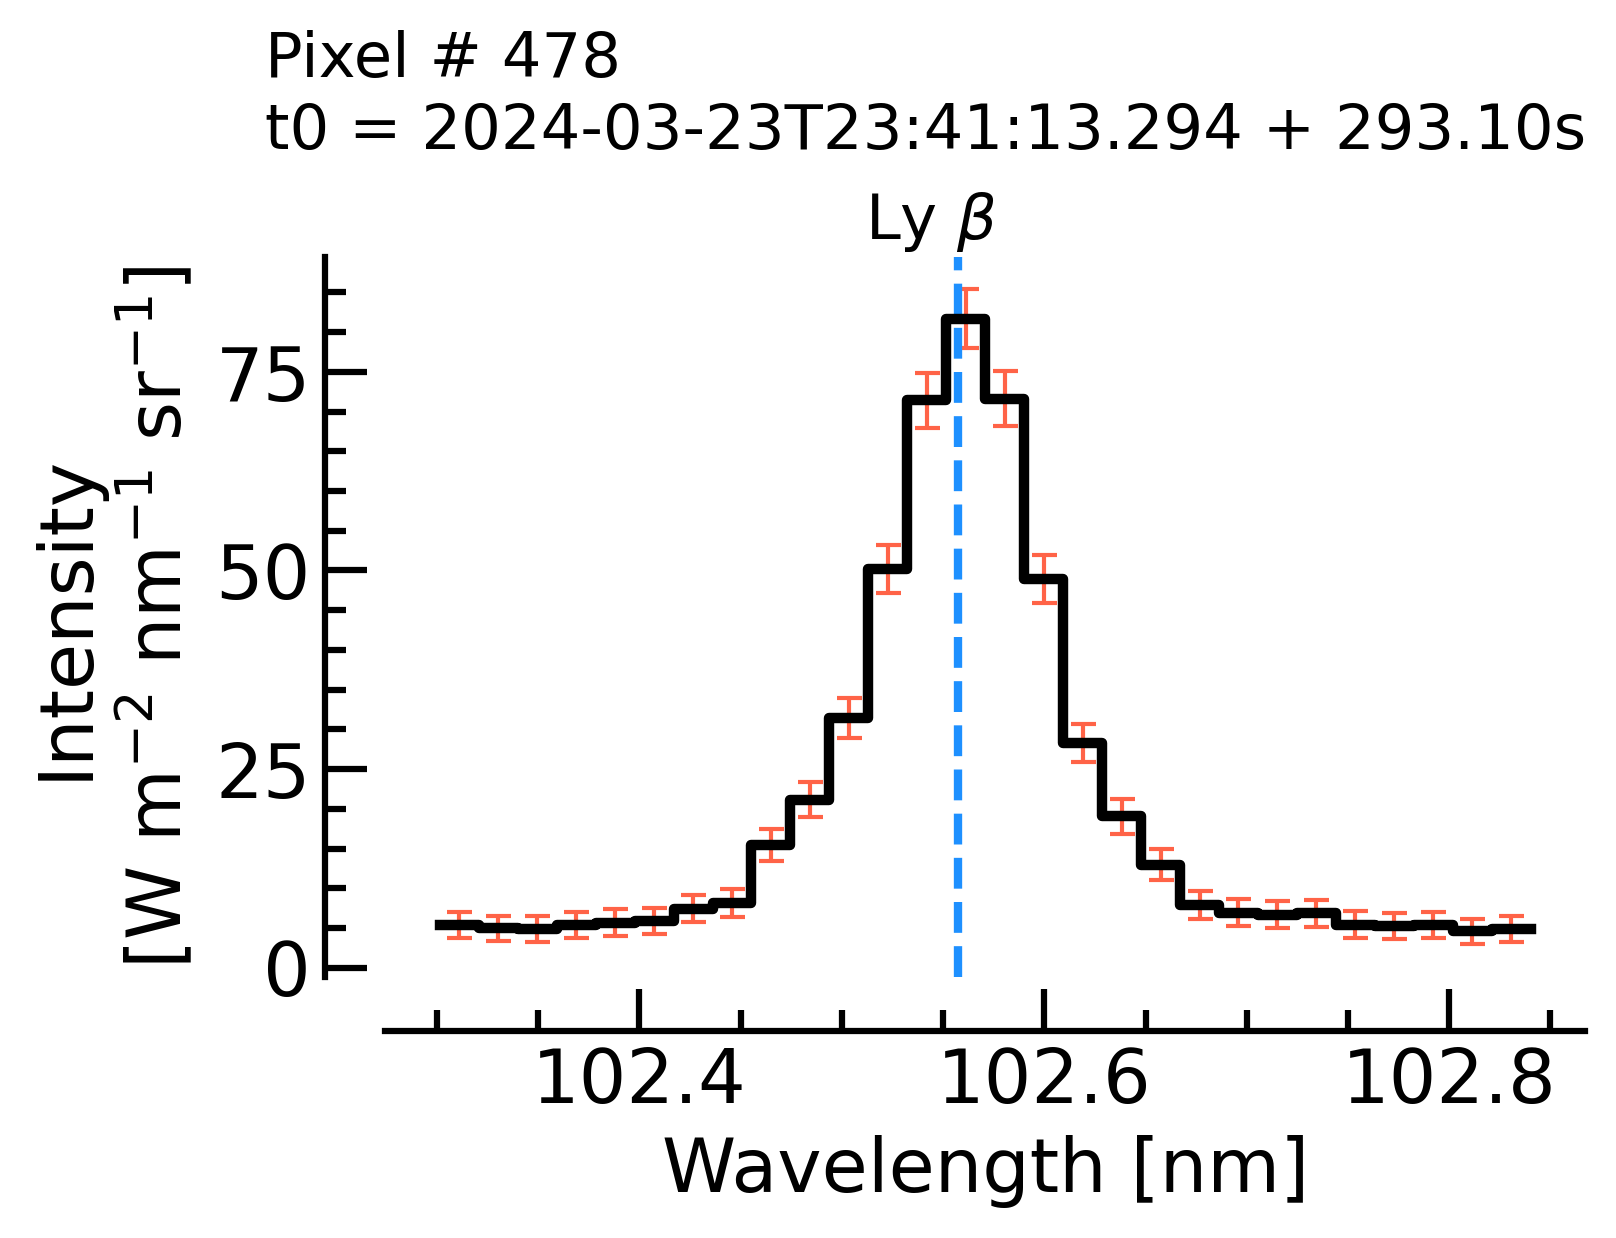 Pixel # 478
t0 = 2024-03-23T23:41:13.294 + 293.10s
Ly β
Intensity
[W m⁻² nm⁻¹ sr⁻¹]
75
50
25
0
102.4 102.6 102.8
Wavelength [nm]